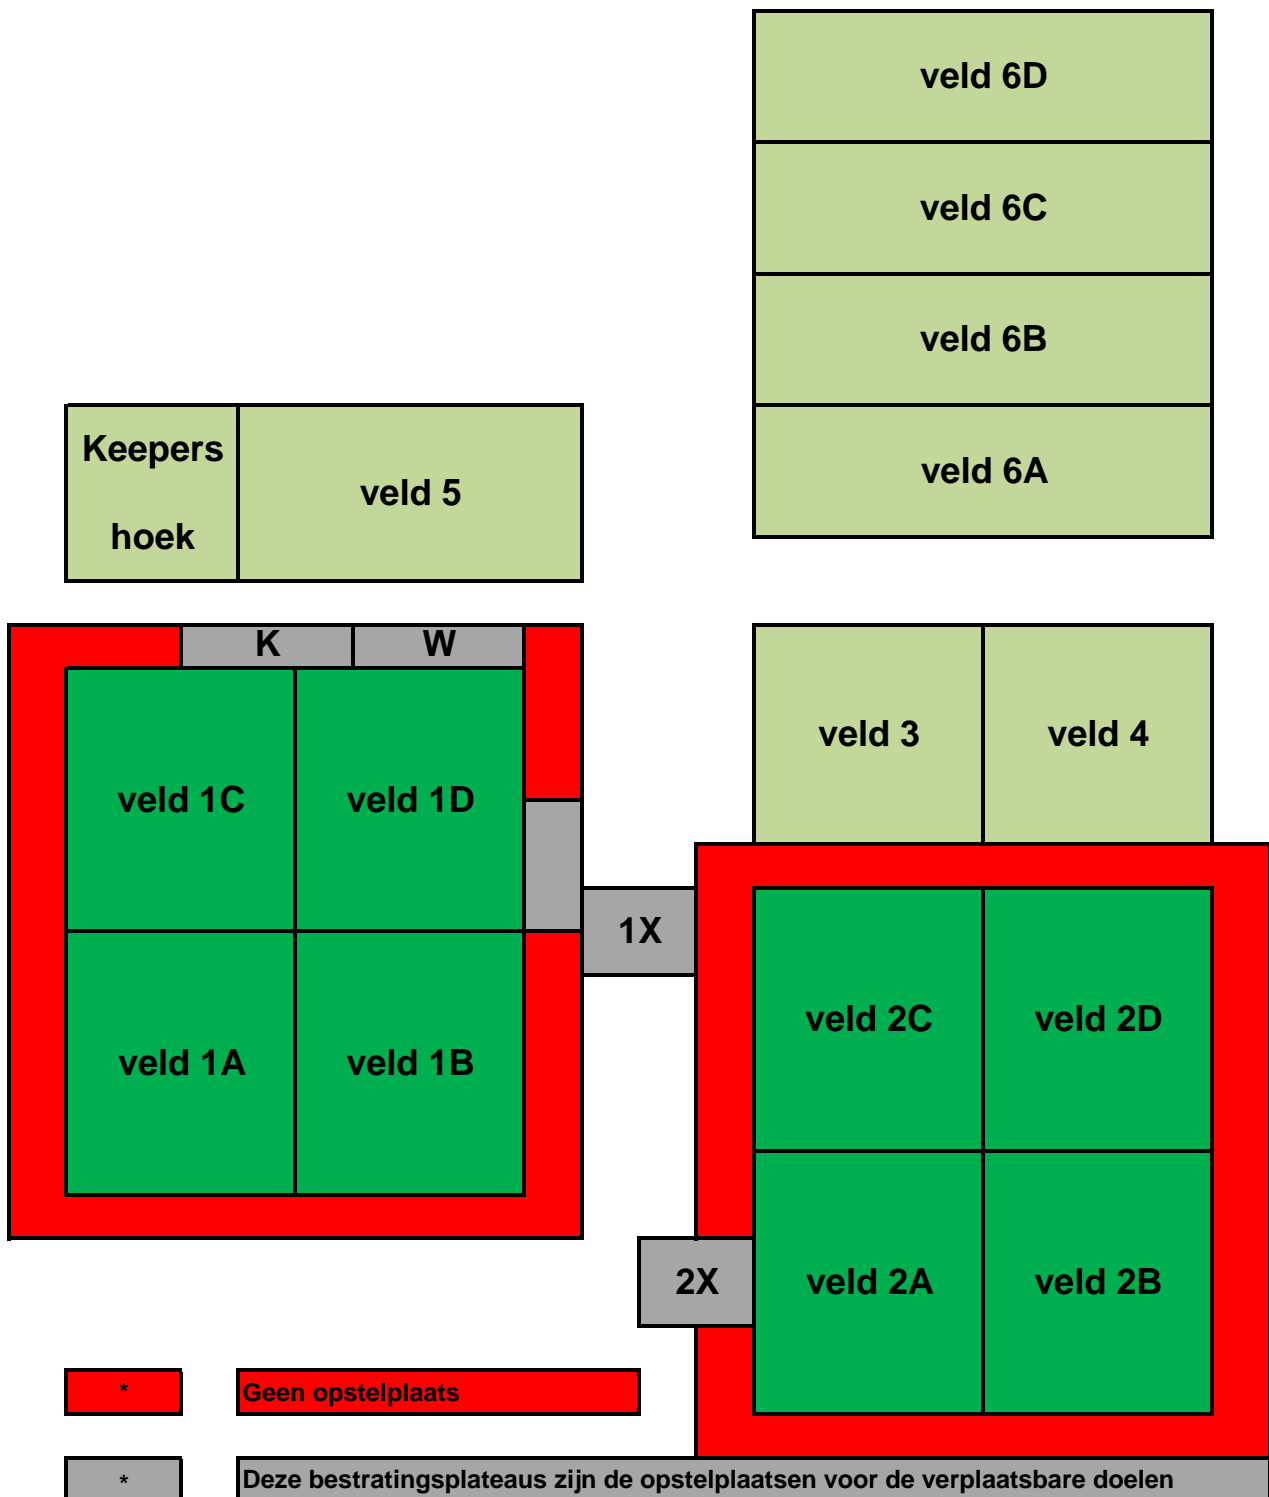 veld 6D
veld 6C
veld 6B
veld 6A
Keepers
hoek
veld 5
K
W
veld 3
veld 4
veld 1C
veld 1D
1X
veld 2C
veld 2D
veld 1A
veld 1B
2X
veld 2A
veld 2B
* Geen opstelplaats
* Deze bestratingsplateaus zijn de opstelplaatsen voor de verplaatsbare doelen